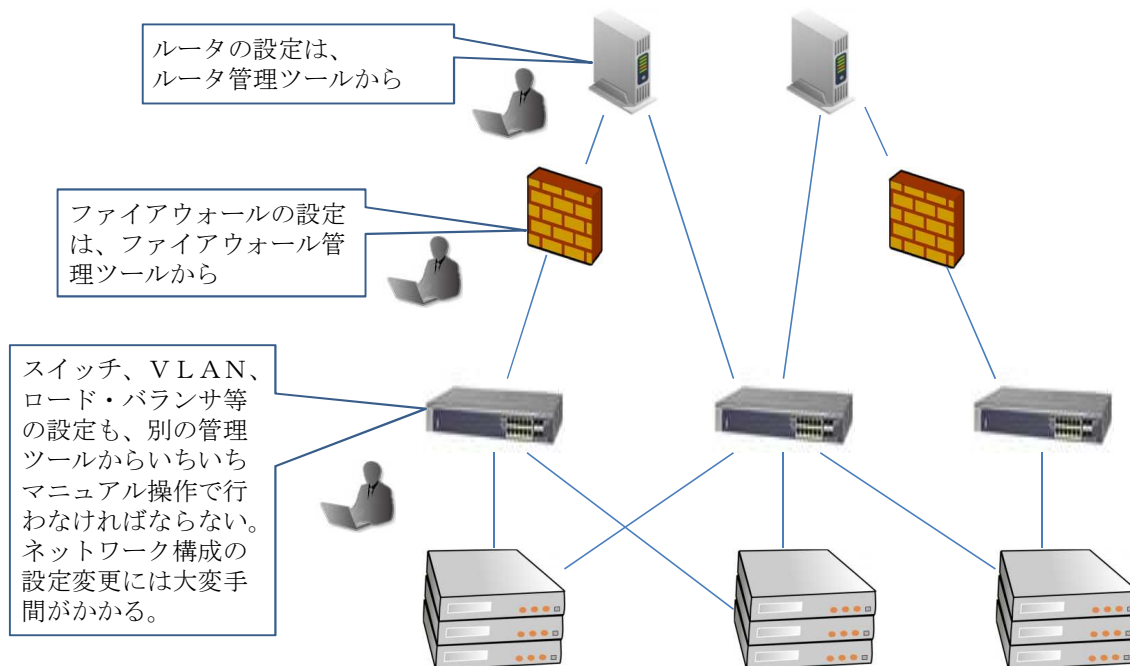 ルータの設定は、
ルータ管理ツールから
ファイアウォールの設定
は、ファイアウォール管
理ツールから
スイッチ、ＶＬＡＮ、
ロード・バランサ等
の設定も、別の管理
ツールからいちいち
マニュアル操作で行
わなければならない。
ネットワーク構成の
設定変更には大変手
間がかかる。